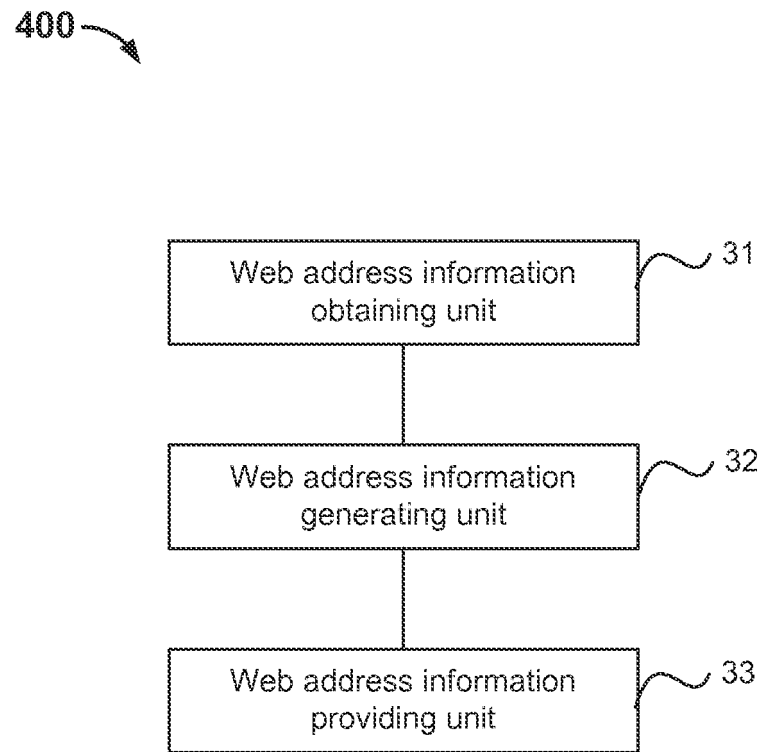 400
Web address information
obtaining unit
31
Web address information
generating unit
32
Web address information
providing unit
33